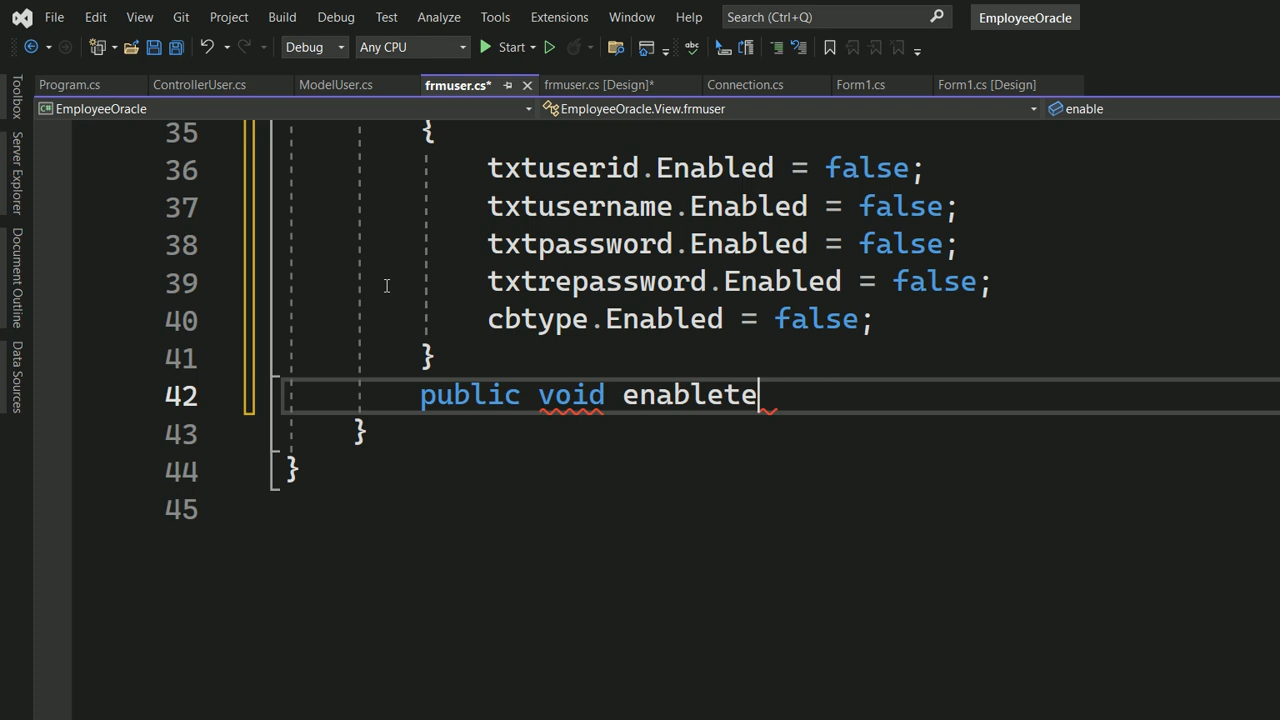 File Edit View Git Project Build Debug Test Analyze Tools Extensions Window Help Search (Ctrl+Q) EmployeeOracle
Debug Any CPU Start
Program.cs ControllerUser.cs ModelUser.cs frmuser.cs* frmuser.cs [Design]* Connection.cs Form1.cs Form1.cs [Design]
EmployeeOracle EmployeeOracle.View.frmuser enable
Toolbox
Server Explorer
Document Outline
Data Sources
35 {
36 txtuserid.Enabled = false;
37 txtusername.Enabled = false;
38 txtpassword.Enabled = false;
39 txtrepassword.Enabled = false;
40 cbtype.Enabled = false;
41 }
42 public void enablete
43 }
44 }
45